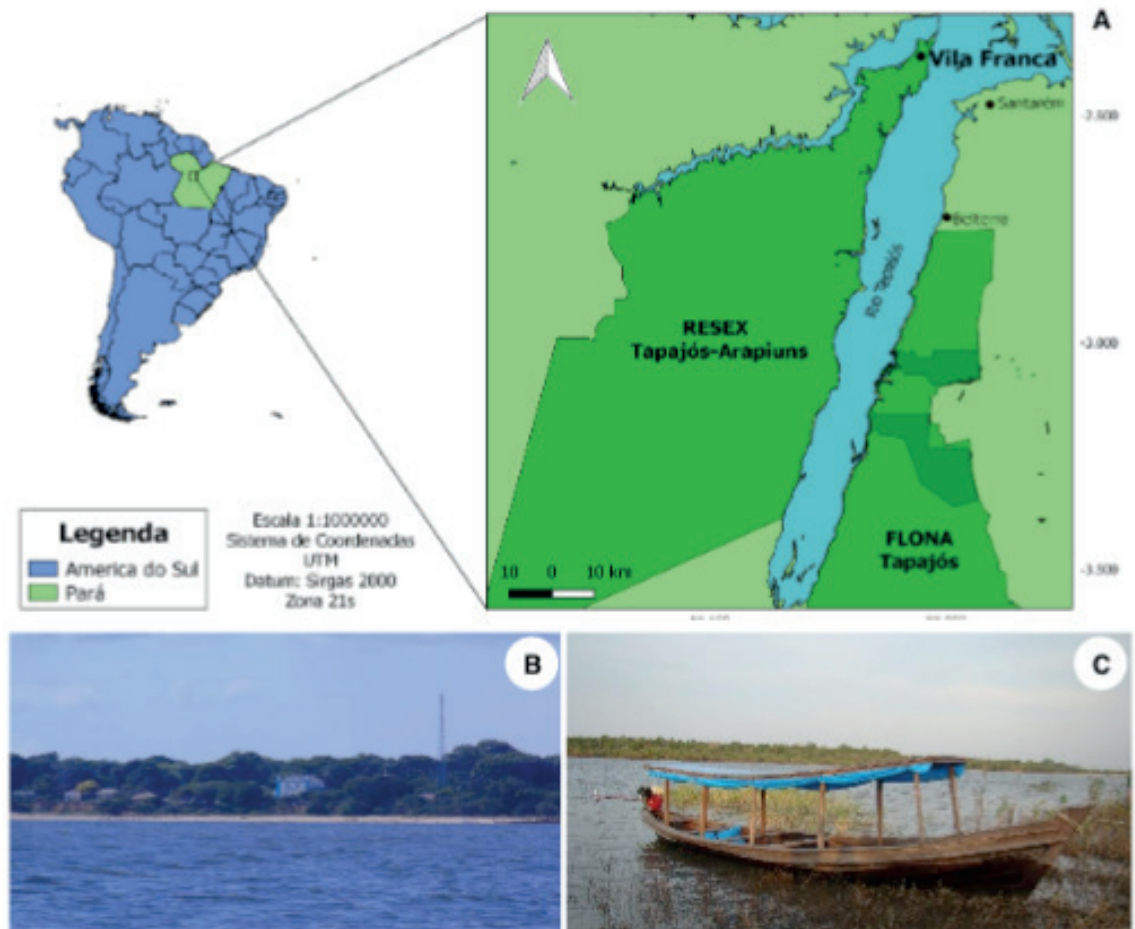 A
Vila Franca
Santarém
-2.500
Belterra
Rio Tapajós
RESEX
Tapajós-Arapiuns
-3.000
FLONA
Tapajós
-3.500
10 0 10 km
Legenda
America do Sul
Pará
Escala 1:1000000
Sistema de Coordenadas
UTM
Datum: Sirgas 2000
Zona 21s
B
C